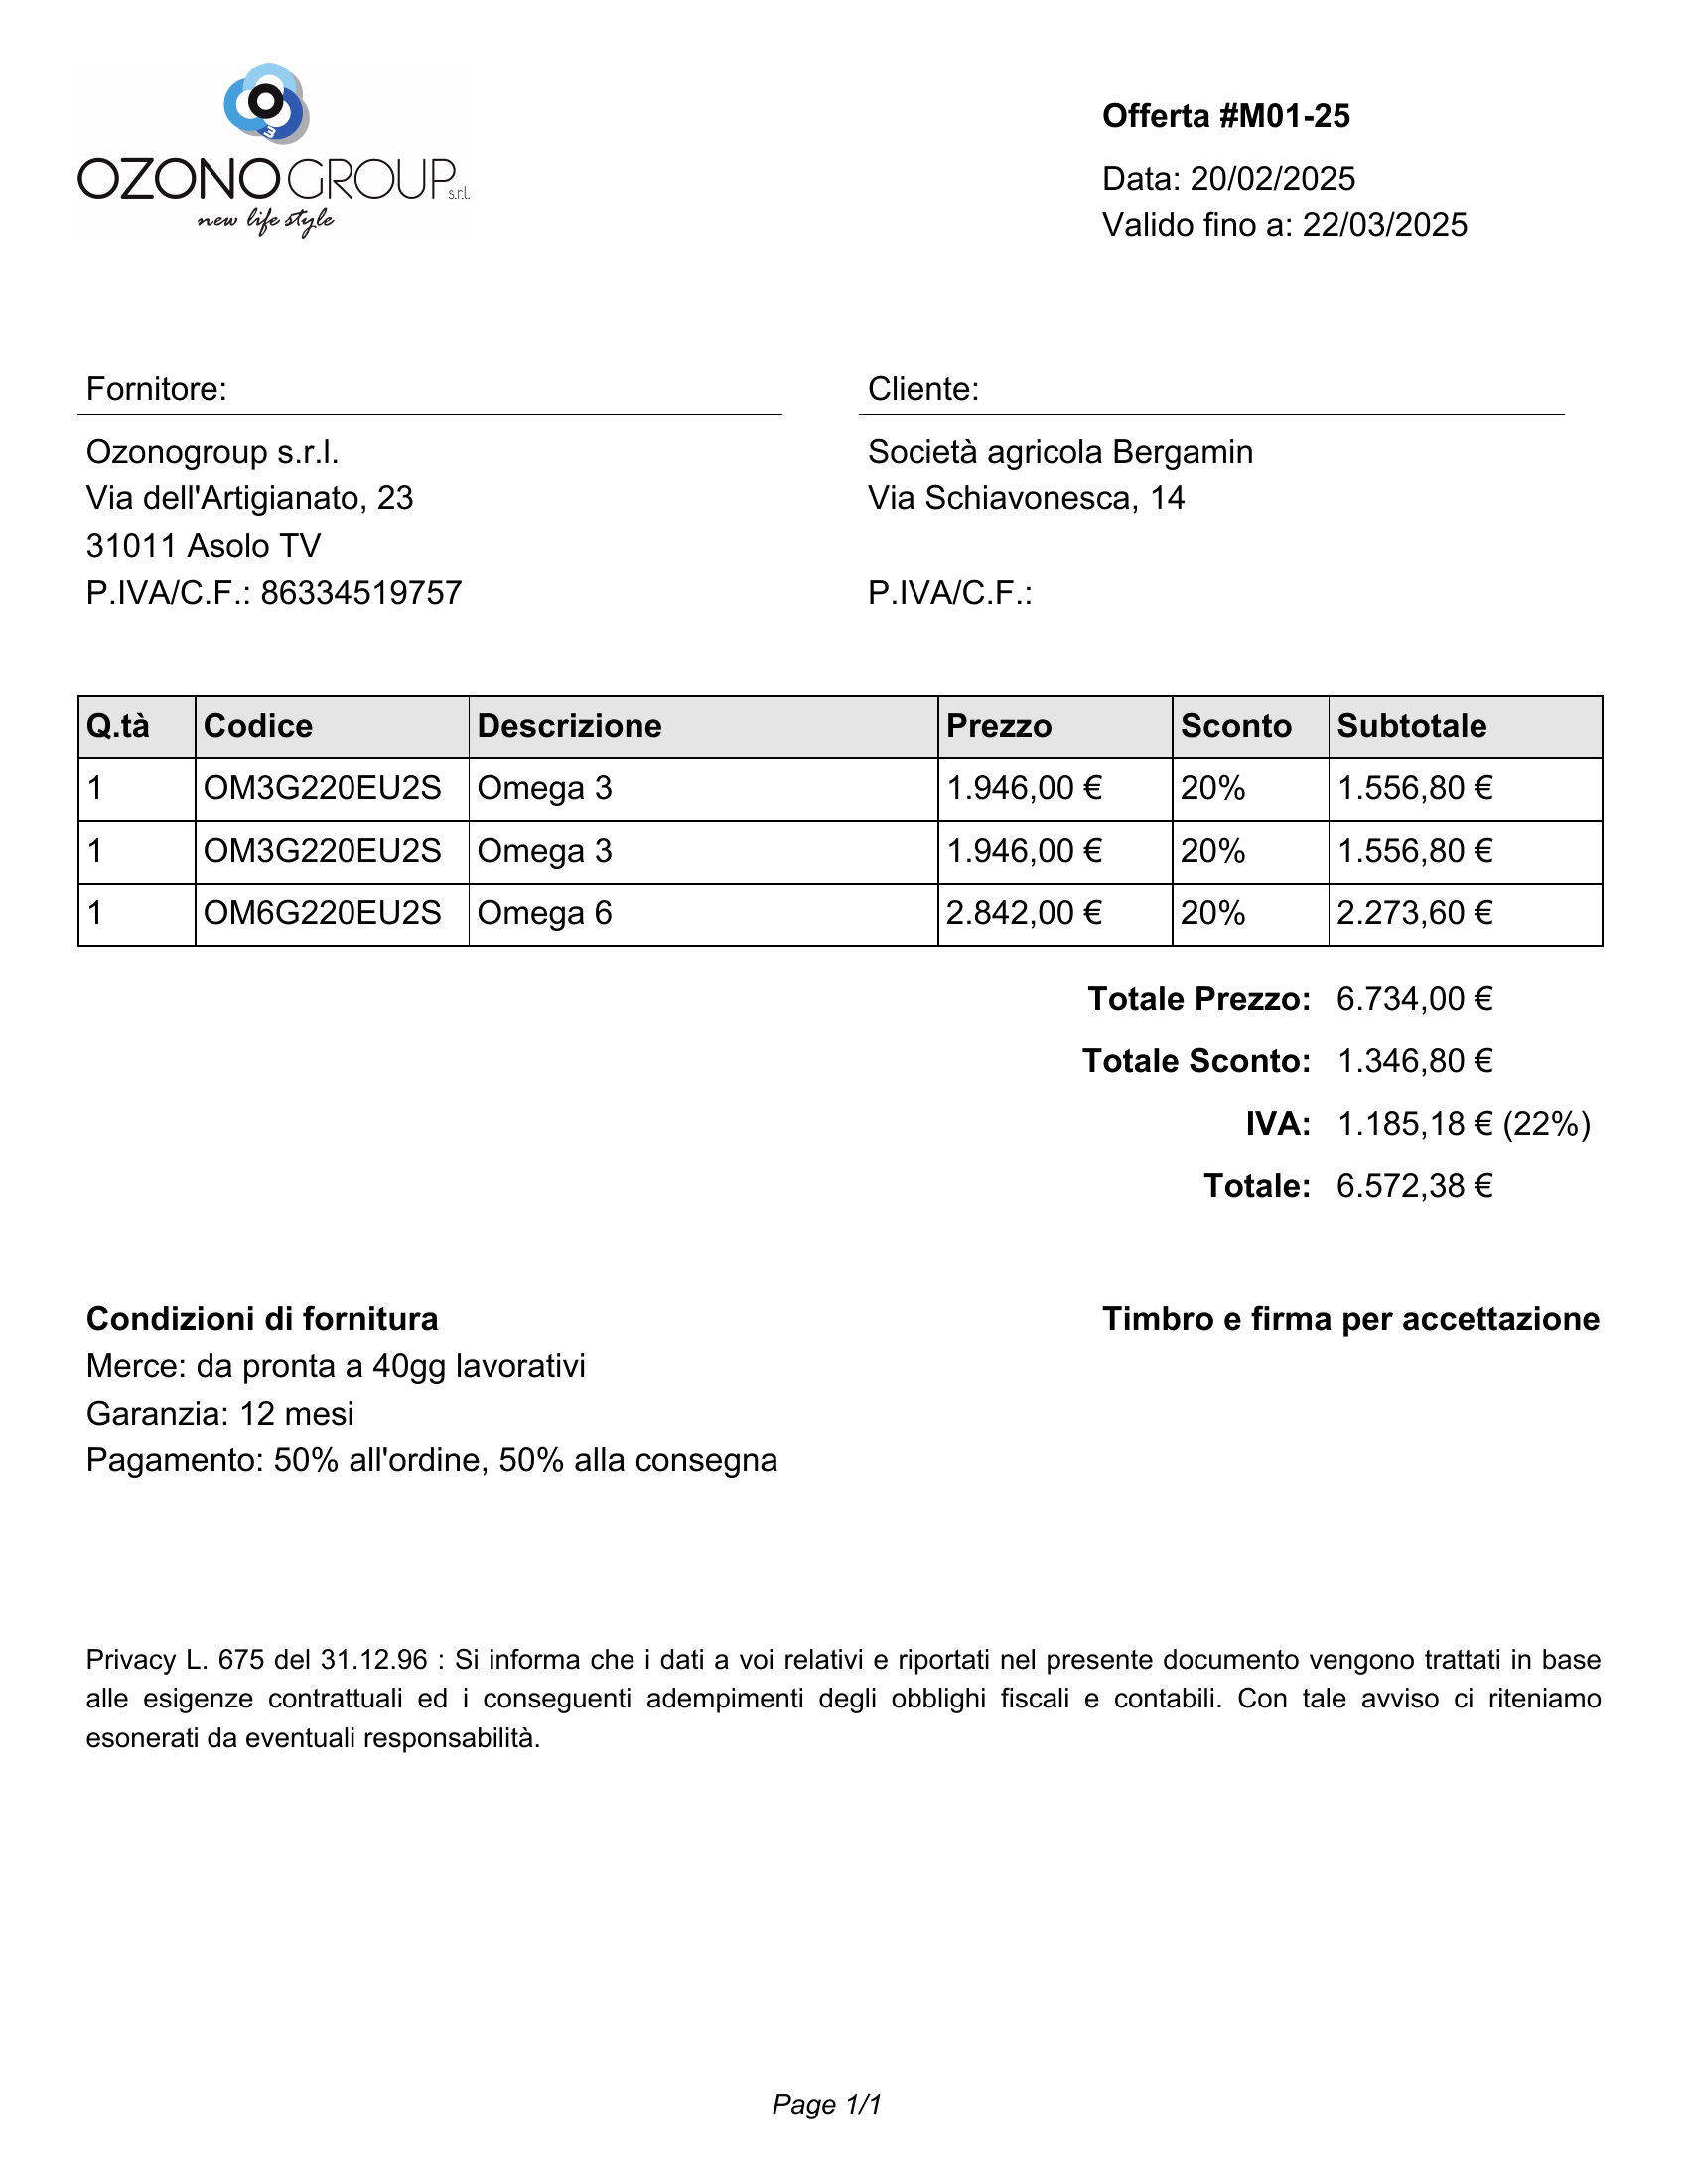 OZONOGROUP s.r.l.
new life style
Offerta #M01-25
Data: 20/02/2025
Valido fino a: 22/03/2025
Fornitore:
Ozonogroup s.r.l.
Via dell'Artigianato, 23
31011 Asolo TV
P.IVA/C.F.: 86334519757
Cliente:
Società agricola Bergamin
Via Schiavonesca, 14
P.IVA/C.F.:
Q.tà Codice Descrizione Prezzo Sconto Subtotale
1 OM3G220EU2S Omega 3 1.946,00 € 20% 1.556,80 €
1 OM3G220EU2S Omega 3 1.946,00 € 20% 1.556,80 €
1 OM6G220EU2S Omega 6 2.842,00 € 20% 2.273,60 €
Totale Prezzo: 6.734,00 €
Totale Sconto: 1.346,80 €
IVA: 1.185,18 € (22%)
Totale: 6.572,38 €
Condizioni di fornitura
Merce: da pronta a 40gg lavorativi
Garanzia: 12 mesi
Pagamento: 50% all'ordine, 50% alla consegna
Timbro e firma per accettazione
Privacy L. 675 del 31.12.96 : Si informa che i dati a voi relativi e riportati nel presente documento vengono trattati in base
alle esigenze contrattuali ed i conseguenti adempimenti degli obblighi fiscali e contabili. Con tale avviso ci riteniamo
esonerati da eventuali responsabilità.
Page 1/1